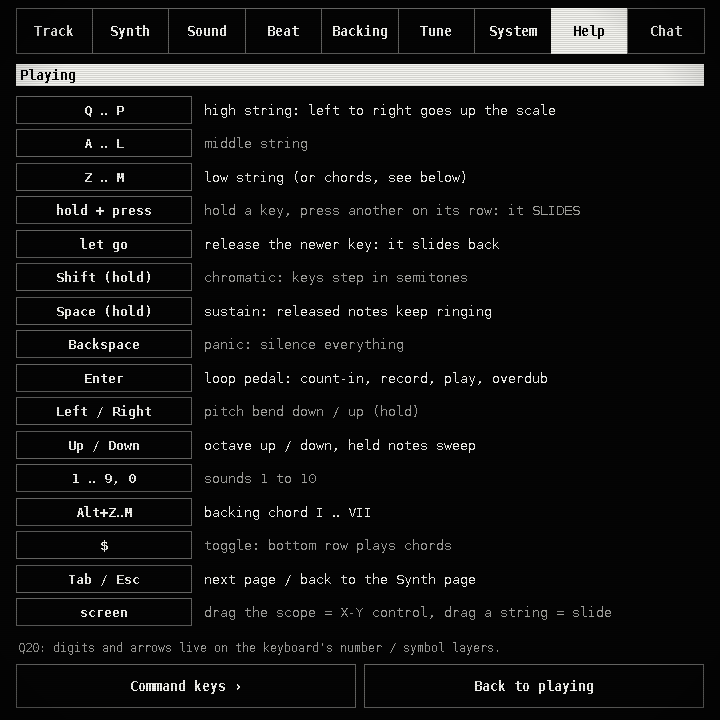 Track Synth Sound Beat Backing Tune System Help Chat
Playing
Q .. P high string: left to right goes up the scale
A .. L middle string
Z .. M low string (or chords, see below)
hold + press hold a key, press another on its row: it SLIDES
let go release the newer key: it slides back
Shift (hold) chromatic: keys step in semitones
Space (hold) sustain: released notes keep ringing
Backspace panic: silence everything
Enter loop pedal: count-in, record, play, overdub
Left / Right pitch bend down / up (hold)
Up / Down octave up / down, held notes sweep
1 .. 9, 0 sounds 1 to 10
Alt+Z..M backing chord I .. VII
$ toggle: bottom row plays chords
Tab / Esc next page / back to the Synth page
screen drag the scope = X-Y control, drag a string = slide
Q20: digits and arrows live on the keyboard's number / symbol layers.
Command keys › Back to playing